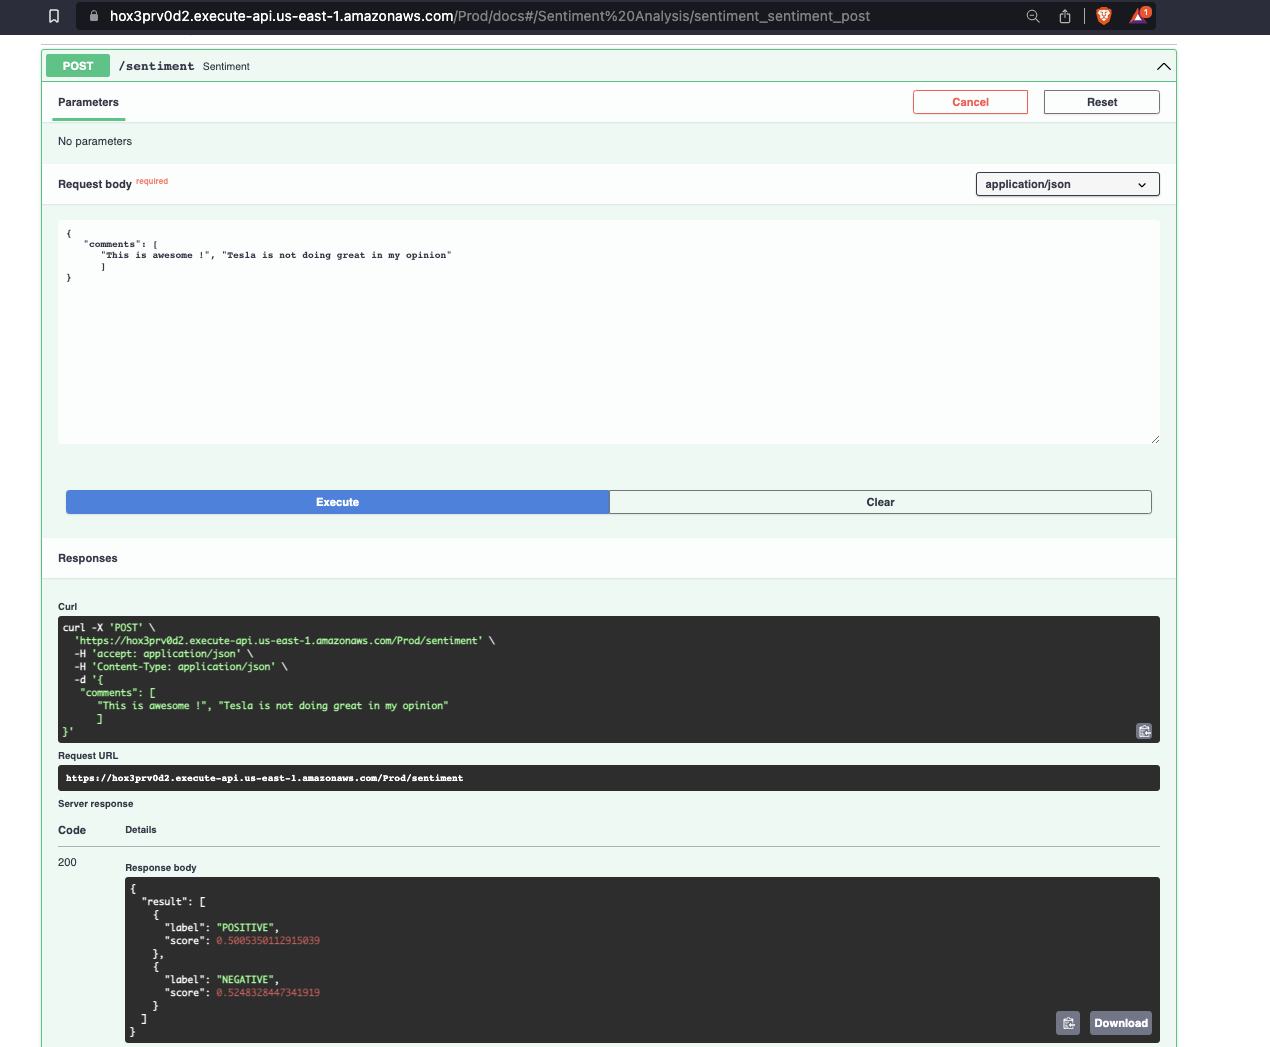 hox3prv0d2.execute-api.us-east-1.amazonaws.com/Prod/docs#/Sentiment%20Analysis/sentiment_sentiment_post
1
POST /sentiment Sentiment
Parameters
Cancel
Reset
No parameters
Request body required
application/json
{
"comments": [
"This is awesome !", "Tesla is not doing great in my opinion"
]
}
Execute
Clear
Responses
Curl
curl -X 'POST' \
'https://hox3prv0d2.execute-api.us-east-1.amazonaws.com/Prod/sentiment' \
-H 'accept: application/json' \
-H 'Content-Type: application/json' \
-d '{
"comments": [
"This is awesome !", "Tesla is not doing great in my opinion"
]
}'
Request URL
https://hox3prv0d2.execute-api.us-east-1.amazonaws.com/Prod/sentiment
Server response
Code Details
200
Response body
{
"result": [
{
"label": "POSITIVE",
"score": 0.5005350112915039
},
{
"label": "NEGATIVE",
"score": 0.5248328447341919
}
]
}
Download